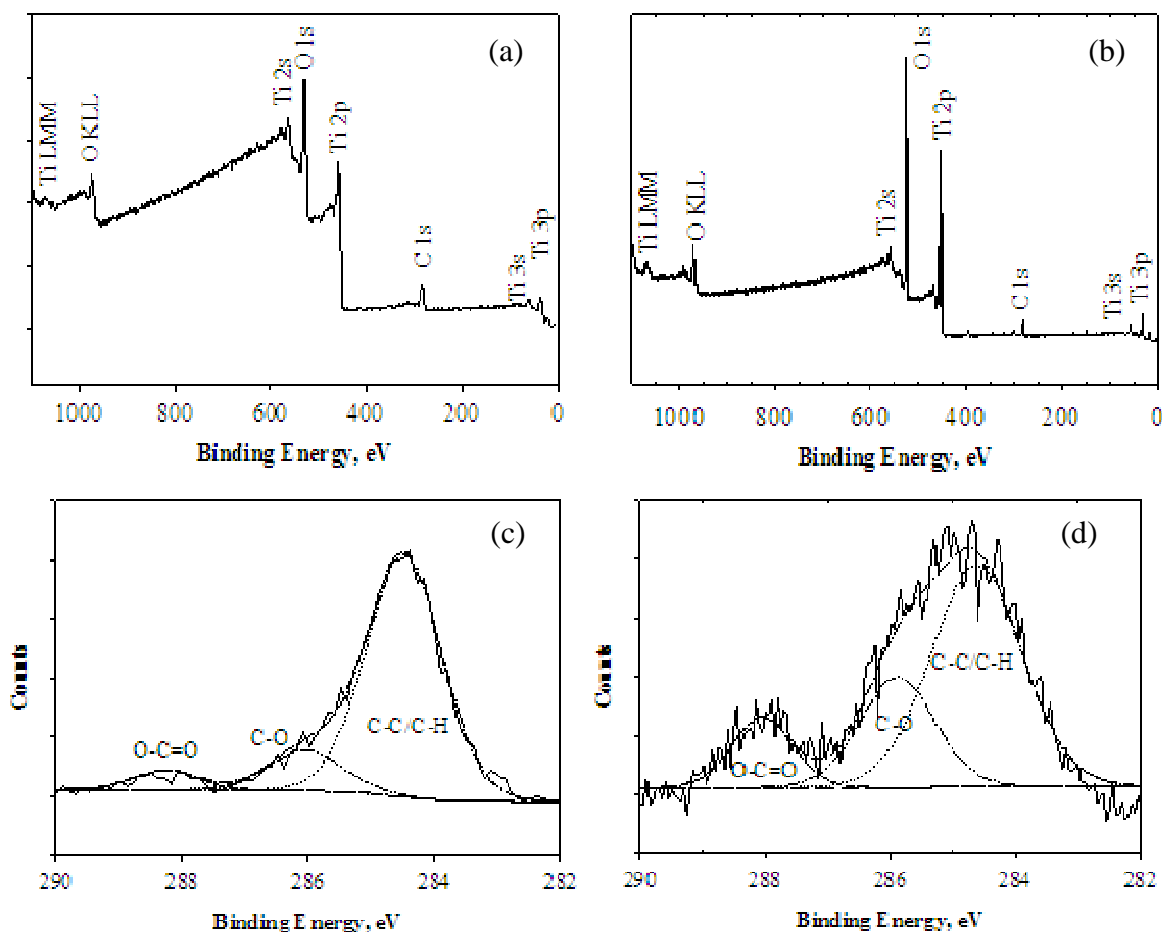 (a)
Ti LMM
O KLL
Ti 2s
O 1s
Ti 2p
C 1s
Ti 3s
Ti 3p
1000 800 600 400 200 0
Binding Energy, eV
(b)
Ti LMM
O KLL
Ti 2s
O 1s
Ti 2p
C 1s
Ti 3s
Ti 3p
1000 800 600 400 200 0
Binding Energy, eV
(c)
Counts
O-C=O
C-O
C-C/C-H
290 288 286 284 282
Binding Energy, eV
(d)
Counts
O-C=O
C-O
C-C/C-H
290 288 286 284 282
Binding Energy, eV